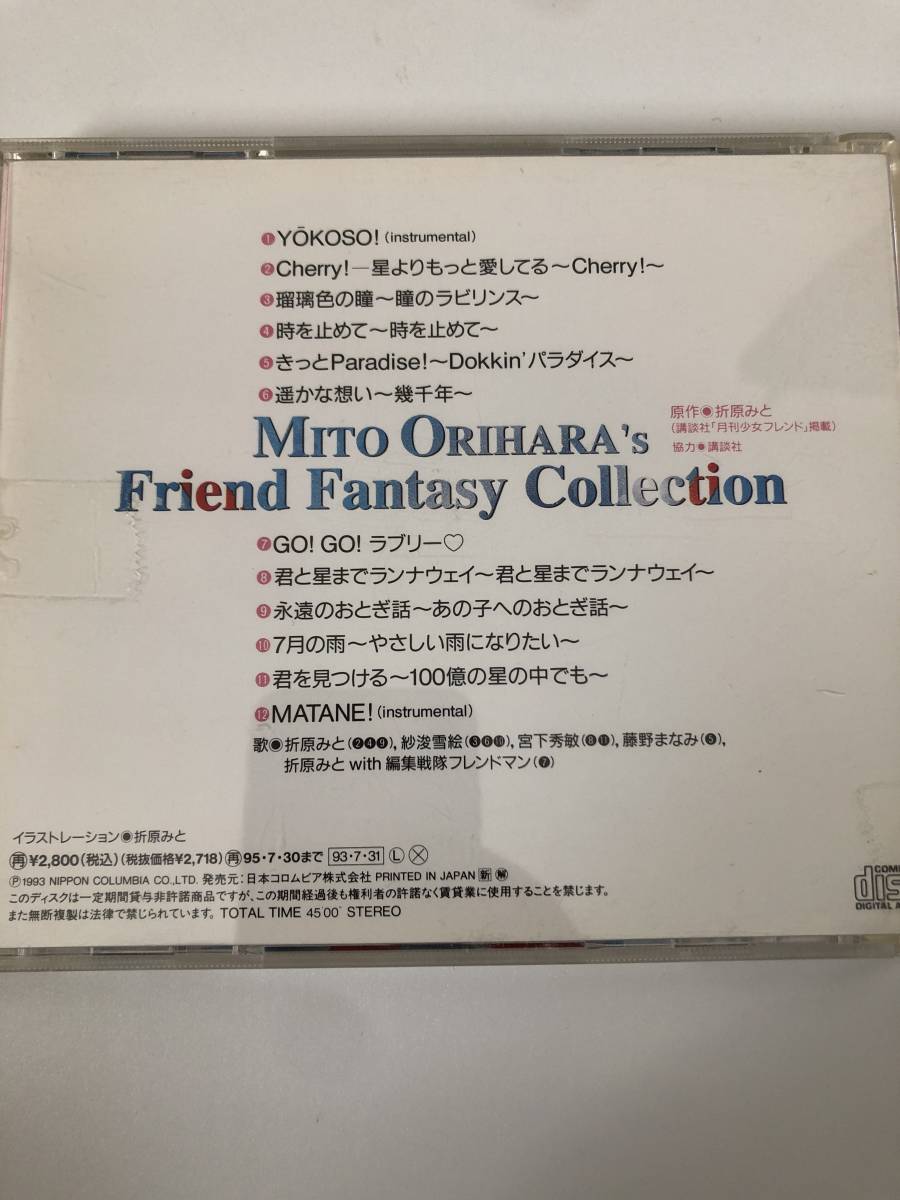 ❶YŌKOSO!(instrumental)
❷Cherry!—星よりもっと愛してる〜Cherry!〜
❸瑠璃色の瞳〜瞳のラビリンス〜
❹時を止めて〜時を止めて〜
❺きっとParadise!〜Dokkin'パラダイス〜
❻遥かな想い〜幾千年〜
MITO ORIHARA's
Friend Fantasy Collection
原作◉折原みと
(講談社「月刊少女フレンド」掲載)
協力◉講談社
❼GO! GO! ラブリー♡
❽君と星までランナウェイ〜君と星までランナウェイ〜
❾永遠のおとぎ話〜あの子へのおとぎ話〜
❿7月の雨〜やさしい雨になりたい〜
⓫君を見つける〜100億の星の中でも〜
⓬MATANE!(instrumental)
歌◉折原みと(❷❹❾), 紗浚雪絵(❸❻❿), 宮下秀敏(❽⓫), 藤野まなみ(❺),
折原みと with 編集戦隊フレンドマン(❼)
イラストレーション◉折原みと
再¥2,800(税込)(税抜価格¥2,718) 再95・7・30まで 93・7・31 Ⓛ Ⓧ
Ⓟ1993 NIPPON COLUMBIA CO.,LTD. 発売元:日本コロムビア株式会社 PRINTED IN JAPAN 新 解
このディスクは一定期間貸与非許諾商品ですが、この期間経過後も権利者の許諾なく賃貸業に使用することを禁じます。
また無断複製は法律で禁じられています。 TOTAL TIME 45'00" STEREO